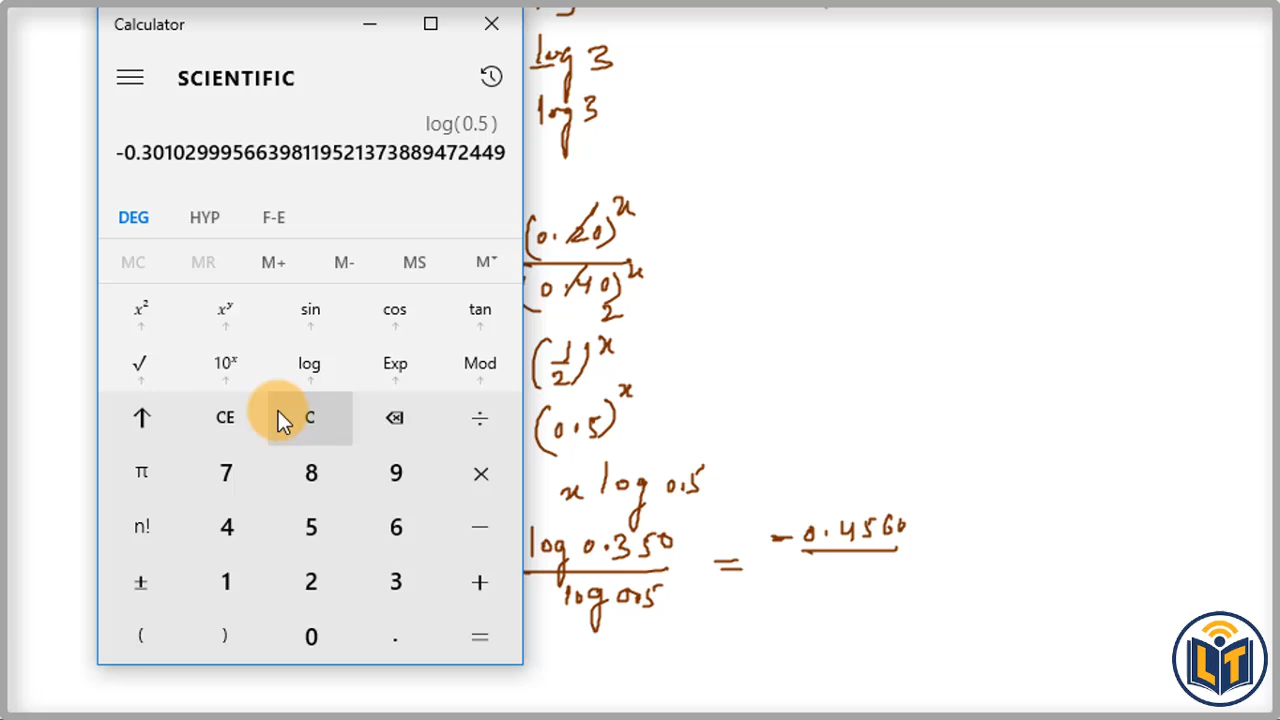 Calculator
SCIENTIFIC
log(0.5)
-0.30102999566398119521373889472449
DEG HYP F-E
MC MR M+ M- MS M˅
x² xʸ sin cos tan
√ 10ˣ log Exp Mod
↑ CE C ⌫ ÷
π 7 8 9 ×
n! 4 5 6 −
± 1 2 3 +
( ) 0 . =
log 3
log 3
(0.20)ˣ
(0.40)ˣ
2
(1/2)ˣ
(0.5)ˣ
x log 0.5
log 0.350 = - 0.4560
log 0.5
LT